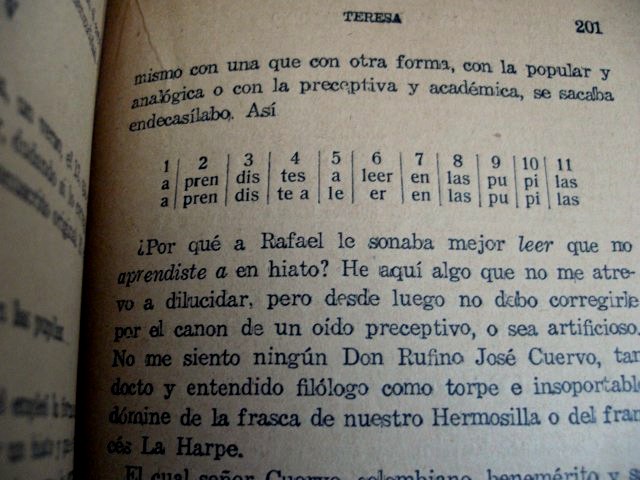 TERESA
201
mismo con una que con otra forma, con la popular y
analógica o con la preceptiva y académica, se sacaba
endecasílabo. Así
1 | 2 | 3 | 4 | 5 | 6 | 7 | 8 | 9 | 10 | 11
a | pren | dis | tes | a | leer | en | las | pu | pi | las
a | pren | dis | te a | le | er | en | las | pu | pi | las
¿Por qué a Rafael le sonaba mejor leer que no
aprendiste a en hiato? He aquí algo que no me atre-
vo a dilucidar, pero desde luego no debo corregirle
por el canon de un oído preceptivo, o sea artificioso.
No me siento ningún Don Rufino José Cuervo, tan
docto y entendido filólogo como torpe e insoportable
dómine de la frasca de nuestro Hermosilla o del fran
cés La Harpe.
El cual señor Cuervo, colombiano benemérito y s